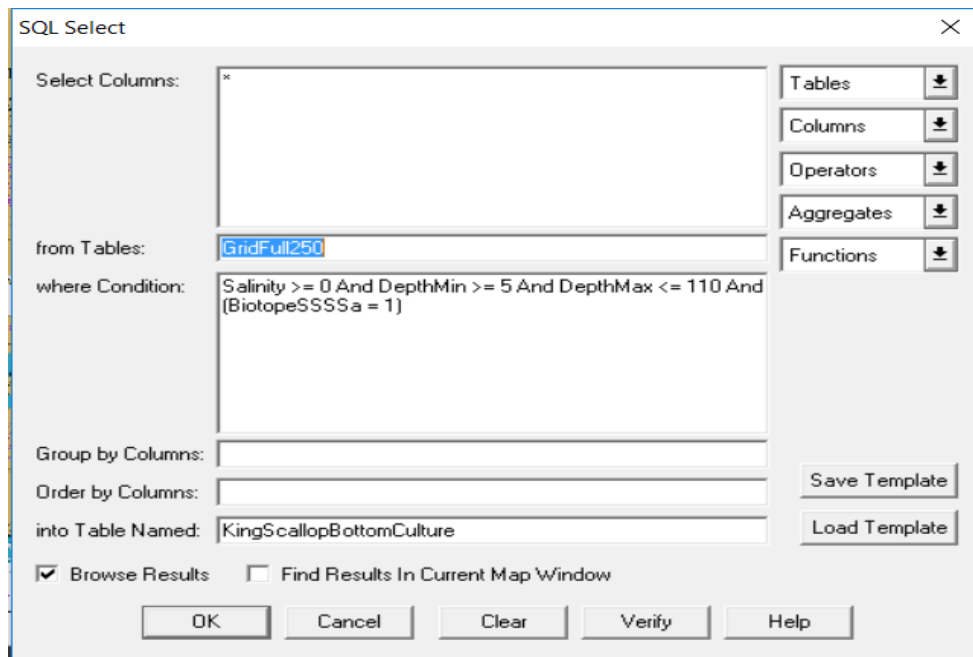 SQL Select
Select Columns:
*
Tables
Columns
Operators
Aggregates
from Tables:
GridFull250
Functions
where Condition:
Salinity >= 0 And DepthMin >= 5 And DepthMax <= 110 And
(BiotopeSSSSa = 1)
Group by Columns:
Save Template
Order by Columns:
into Table Named:
KingScallopBottomCulture
Load Template
Browse Results
Find Results In Current Map Window
OK
Cancel
Clear
Verify
Help